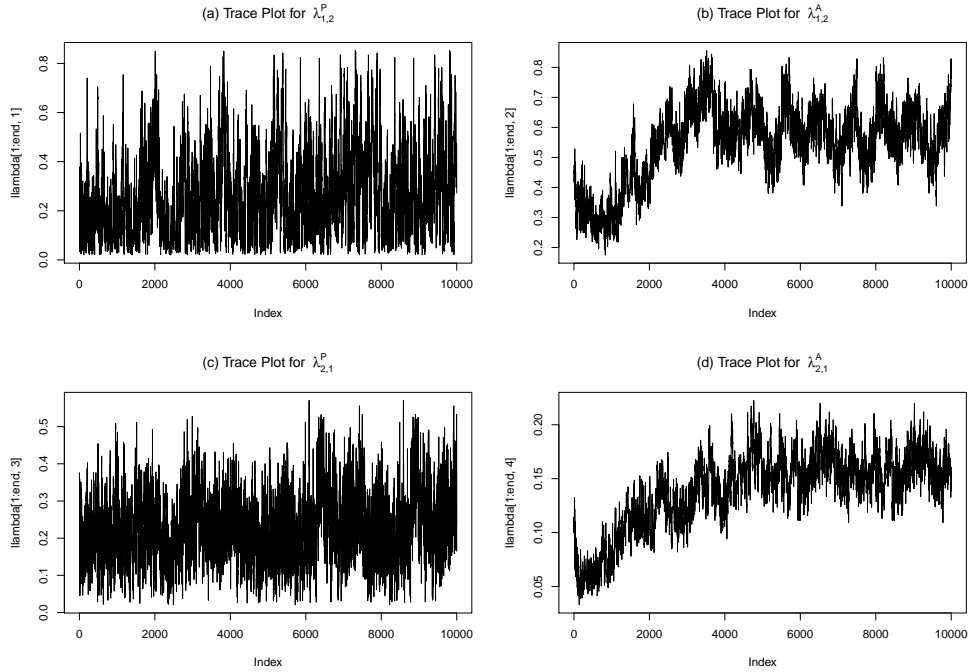 (a) Trace Plot for λ^P_{1,2}
llambda[1:end, 1]
0.8
0.6
0.4
0.2
0.0
0 2000 4000 6000 8000 10000
Index
(b) Trace Plot for λ^A_{1,2}
llambda[1:end, 2]
0.8
0.7
0.6
0.5
0.4
0.3
0.2
0 2000 4000 6000 8000 10000
Index
(c) Trace Plot for λ^P_{2,1}
llambda[1:end, 3]
0.5
0.4
0.3
0.2
0.1
0.0
0 2000 4000 6000 8000 10000
Index
(d) Trace Plot for λ^A_{2,1}
llambda[1:end, 4]
0.20
0.15
0.10
0.05
0 2000 4000 6000 8000 10000
Index